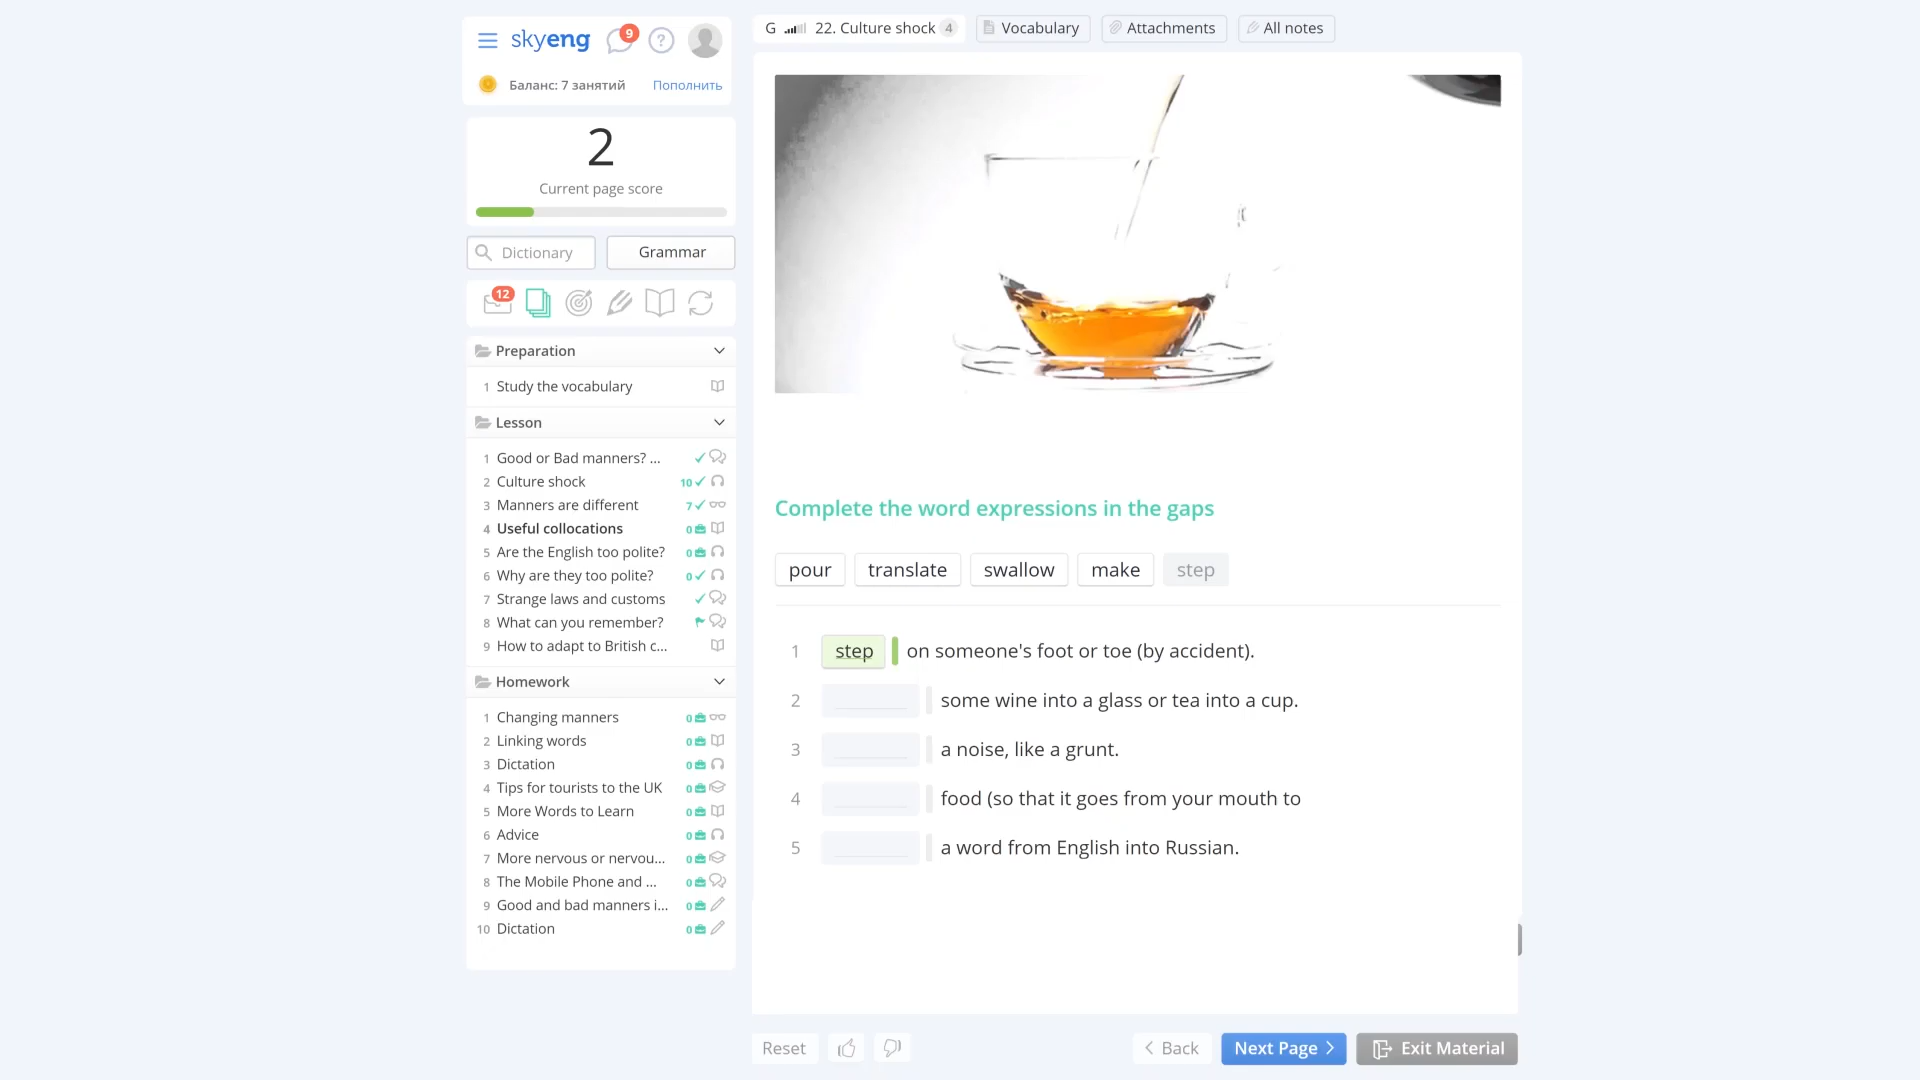 skyeng
9
?
Баланс: 7 занятий
Пополнить
2
Current page score
Dictionary
Grammar
12
Preparation
1 Study the vocabulary
Lesson
1 Good or Bad manners? ...
2 Culture shock 10
3 Manners are different 7
4 Useful collocations 0
5 Are the English too polite? 0
6 Why are they too polite? 0
7 Strange laws and customs
8 What can you remember?
9 How to adapt to British c...
Homework
1 Changing manners 0
2 Linking words 0
3 Dictation 0
4 Tips for tourists to the UK 0
5 More Words to Learn 0
6 Advice 0
7 More nervous or nervou... 0
8 The Mobile Phone and ... 0
9 Good and bad manners i... 0
10 Dictation 0
G 22. Culture shock 4
Vocabulary
Attachments
All notes
Complete the word expressions in the gaps
pour translate swallow make step
1 step on someone's foot or toe (by accident).
2 some wine into a glass or tea into a cup.
3 a noise, like a grunt.
4 food (so that it goes from your mouth to
5 a word from English into Russian.
Reset
Back
Next Page
Exit Material